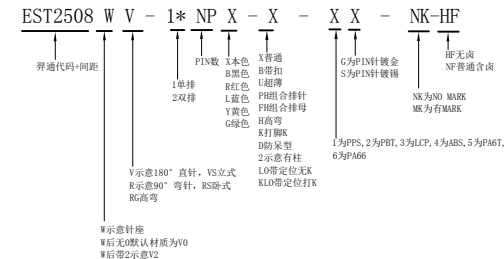 EST2508 W V - 1* NP X - X - X X - NK-HF
羿通代码+间距
1单排
2双排
PIN数
X本色
B黑色
R红色
L蓝色
Y黄色
G绿色
X普通
B带扣
U超薄
PH组合排针
FH组合排母
H高弯
K打脚K
D防呆型
2示意有柱
LO带定位无K
KLO带定位打K
G为PIN针镀金
S为PIN针镀锡
HF无卤
NF普通含卤
NK为NO MARK
MK为有MARK
1为PPS,2为PBT,3为LCP,4为ABS,5为PA6T,
6为PA66
V示意180°直针, VS立式
R示意90°弯针, RS卧式
RG高弯
W示意针座
W后无0默认材质为V0
W后带2示意V2